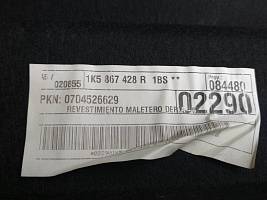 020855 1K5 867 428 R 1BS **
084480
PKN: 0704526629
02290
REVESTIMIENTO MALETERO DER